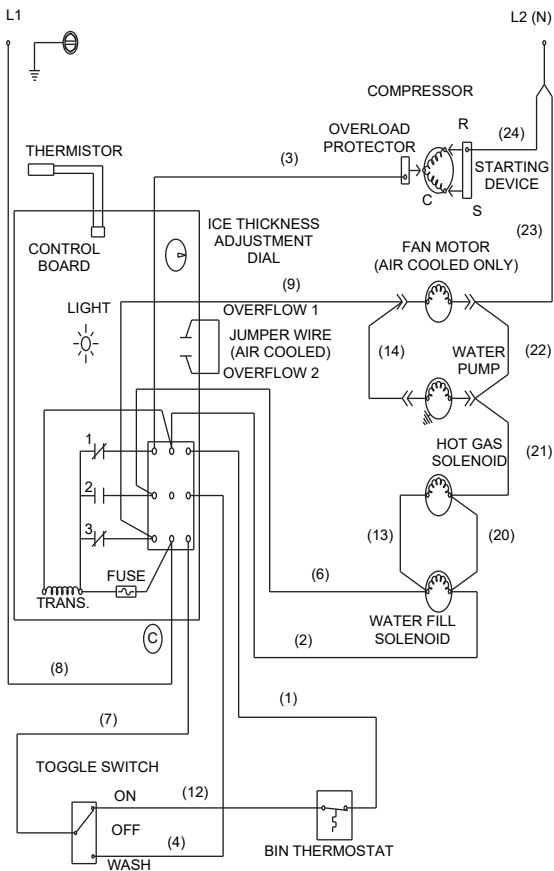 L1
L2 (N)
COMPRESSOR
R
(24)
OVERLOAD
PROTECTOR
THERMISTOR
(3)
STARTING
DEVICE
C
S
(23)
ICE THICKNESS
ADJUSTMENT
DIAL
CONTROL
BOARD
FAN MOTOR
(AIR COOLED ONLY)
(9)
LIGHT
OVERFLOW 1
JUMPER WIRE
(AIR COOLED)
OVERFLOW 2
(14)
WATER
PUMP
(22)
1
HOT GAS
SOLENOID
(21)
2
3
(13)
(20)
FUSE
(6)
TRANS.
WATER FILL
SOLENOID
C
(2)
(8)
(1)
(7)
TOGGLE SWITCH
ON
(12)
OFF
(4)
BIN THERMOSTAT
WASH